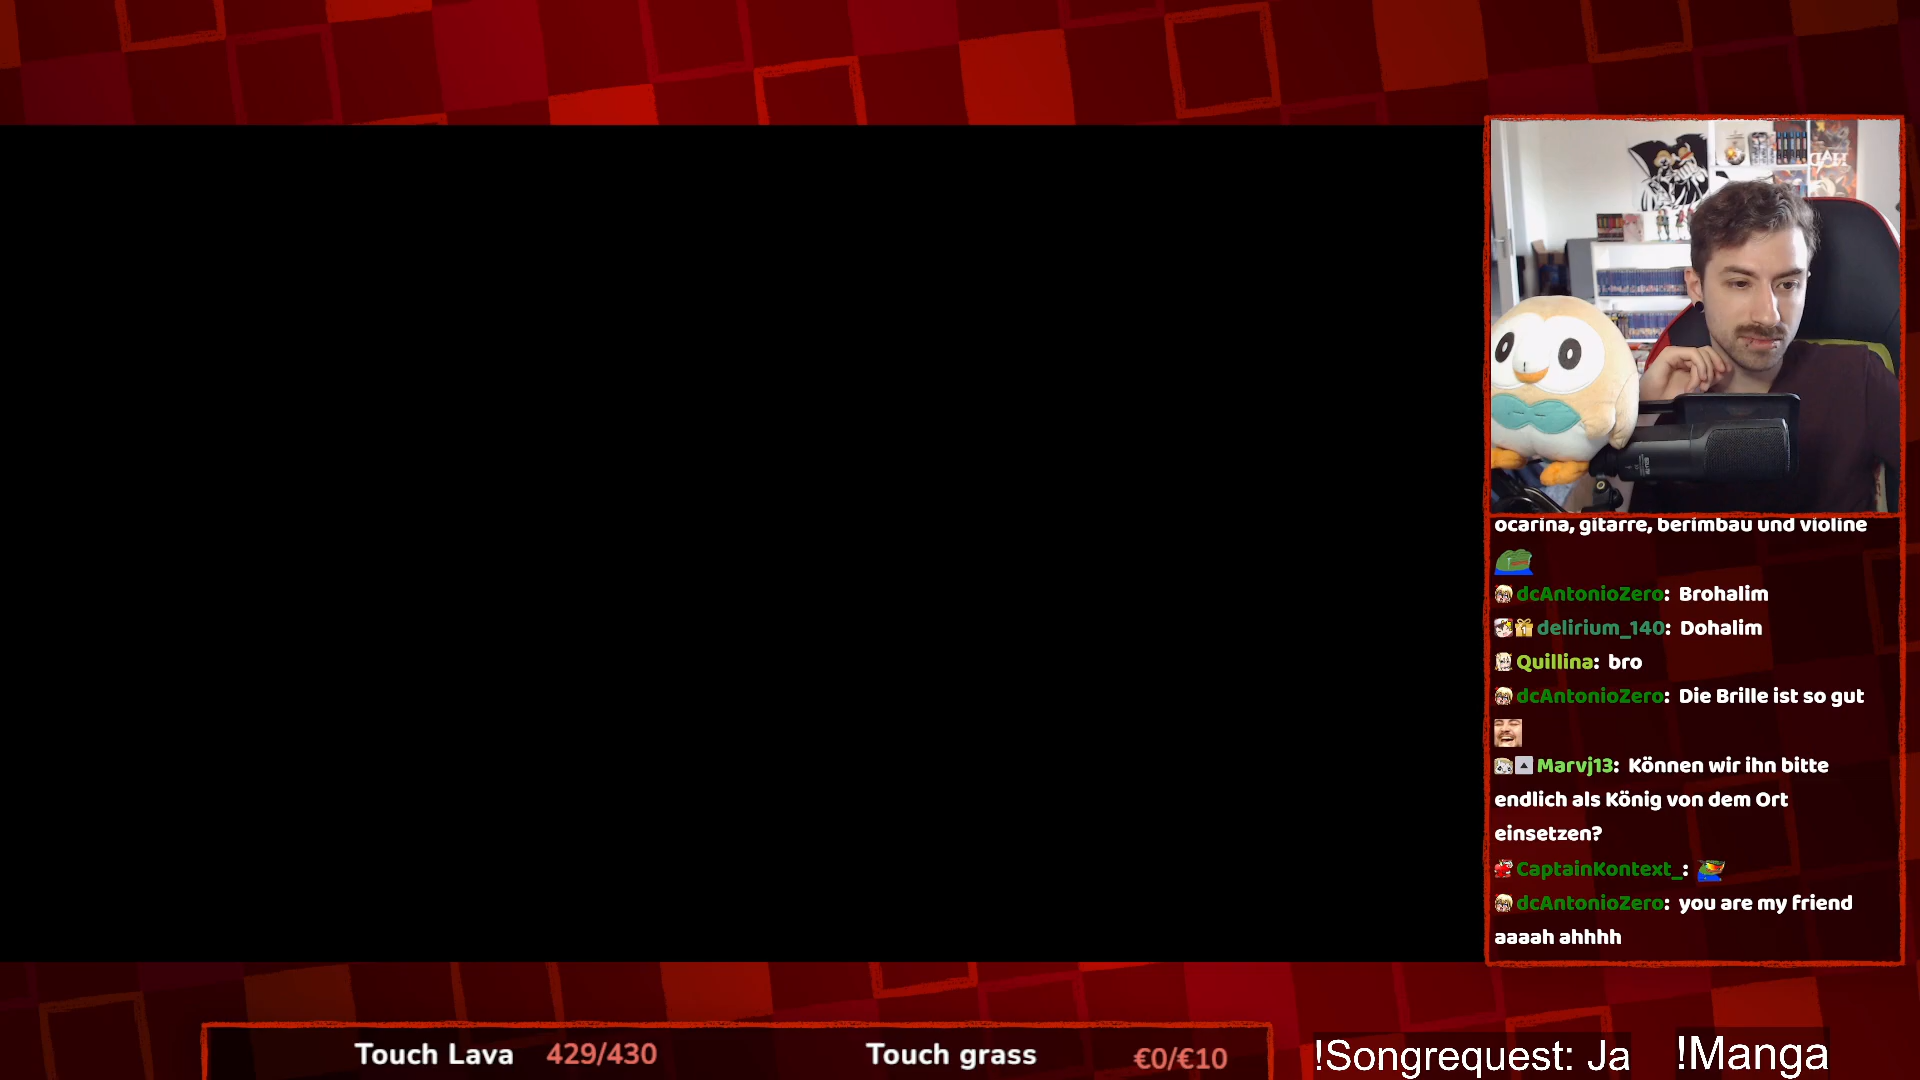 ocarina, gitarre, berimbau und violine
dcAntonioZero: Brohalim
delirium_140: Dohalim
Quillina: bro
dcAntonioZero: Die Brille ist so gut
Marvj13: Können wir ihn bitte
endlich als König von dem Ort
einsetzen?
CaptainKontext_:
dcAntonioZero: you are my friend
aaaah ahhhh
Touch Lava 429/430 Touch grass €0/€10 !Songrequest: Ja !Manga